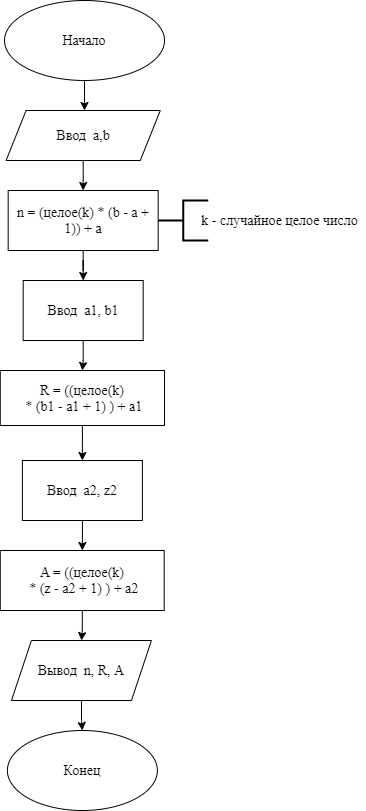 Начало
Ввод a,b
n = (целое(k) * (b - a +
1)) + a
k - случайное целое число
Ввод a1, b1
R = ((целое(k)
* (b1 - a1 + 1) ) + a1
Ввод a2, z2
A = ((целое(k)
* (z - a2 + 1) ) + a2
Вывод n, R, A
Конец